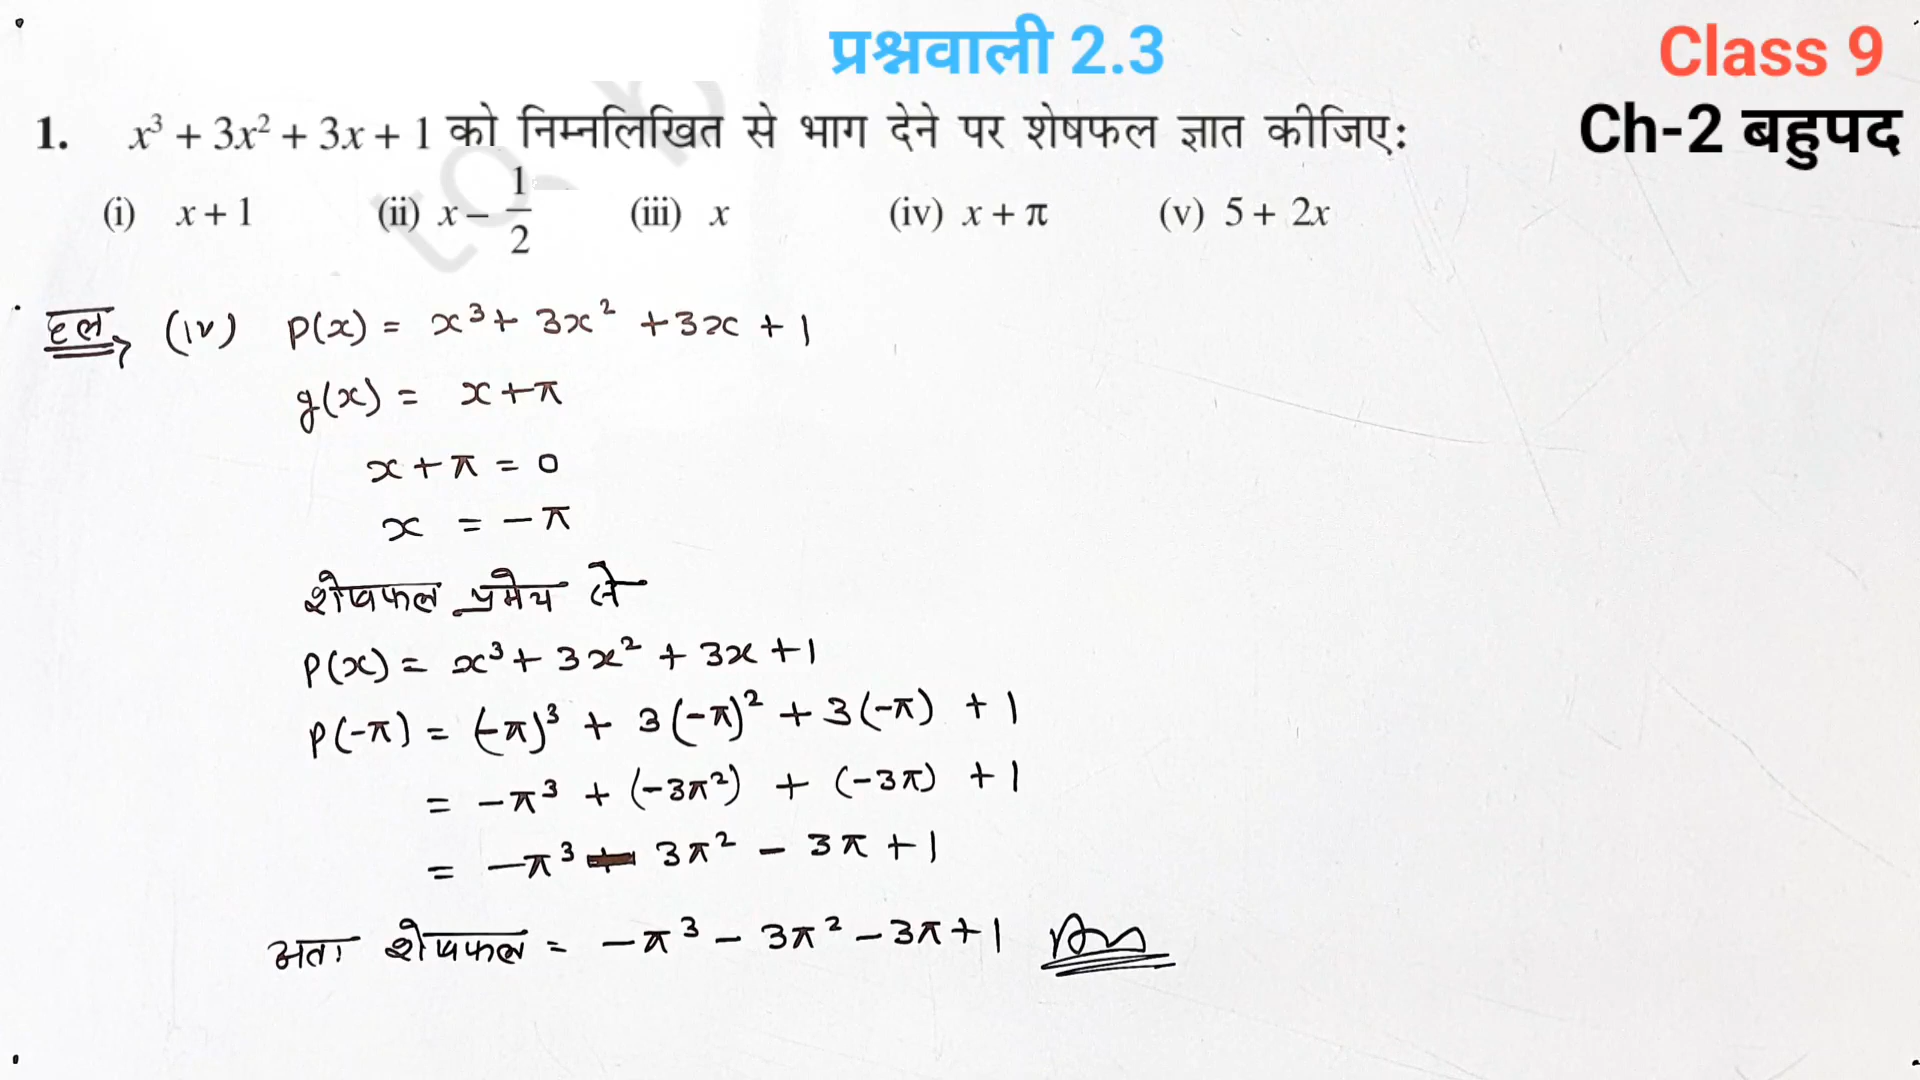 प्रश्नवाली 2.3
Class 9
Ch-2 बहुपद
1. x³ + 3x² + 3x + 1 को निम्नलिखित से भाग देने पर शेषफल ज्ञात कीजिए:
(i) x + 1 (ii) x – 1/2 (iii) x (iv) x + π (v) 5 + 2x
हल→ (iv) p(x) = x³ + 3x² + 3x + 1
g(x) = x + π
x + π = 0
x = – π
शेषफल प्रमेय से
p(x) = x³ + 3x² + 3x + 1
p(-π) = (-π)³ + 3(-π)² + 3(-π) + 1
= -π³ + (-3π²) + (-3π) + 1
= -π³ - 3π² - 3π + 1
अतः शेषफल = -π³ - 3π² - 3π + 1 Ans